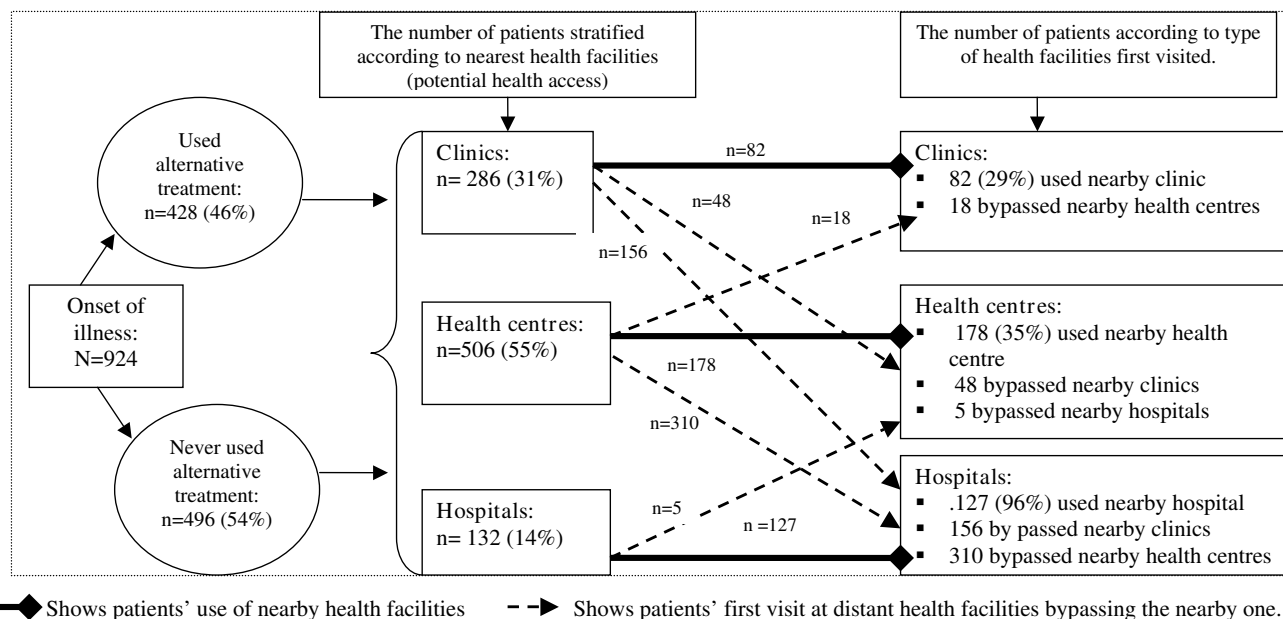 The number of patients stratified
according to nearest health facilities
(potential health access)
The number of patients according to type
of health facilities first visited.
Used
alternative
treatment:
n=428 (46%)
Onset of
illness:
N=924
Never used
alternative
treatment:
n=496 (54%)
Clinics:
n= 286 (31%)
Health centres:
n=506 (55%)
Hospitals:
n= 132 (14%)
n=82
n=48
n=18
n=156
n=178
n=310
n=5
n =127
Clinics:
▪ 82 (29%) used nearby clinic
▪ 18 bypassed nearby health centres
Health centres:
▪ 178 (35%) used nearby health
centre
▪ 48 bypassed nearby clinics
▪ 5 bypassed nearby hospitals
Hospitals:
▪ .127 (96%) used nearby hospital
▪ 156 by passed nearby clinics
▪ 310 bypassed nearby health centres
Shows patients' use of nearby health facilities
Shows patients' first visit at distant health facilities bypassing the nearby one.